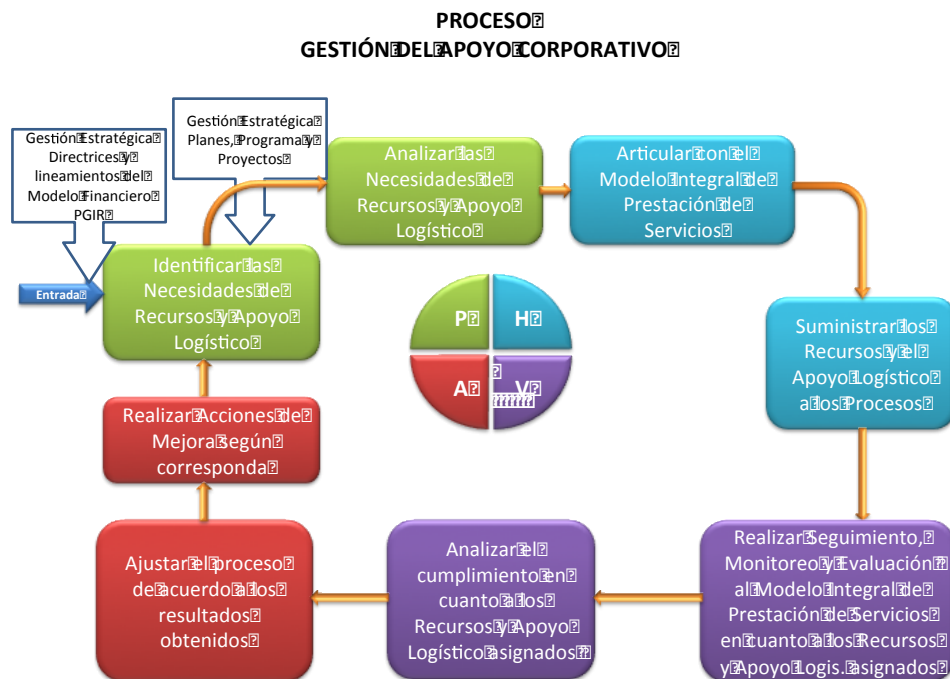 PROCESO
GESTIÓN DEL APOYO CORPORATIVO
Gestión Estratégica
Directrices y
lineamientos del
Modelo Financiero
PGIR
Gestión Estratégica
Planes, Programa y
Proyectos
Entrada
Identificar las
Necesidades de
Recursos y Apoyo
Logístico
Analizar las
Necesidades de
Recursos y Apoyo
Logístico
Articular con el
Modelo Integral de
Prestación de
Servicios
Suministrar los
Recursos y el
Apoyo Logístico
a los Procesos
P
H
A
V
Realizar Seguimiento,
Monitoreo y Evaluación
al Modelo Integral de
Prestación de Servicios
en cuanto a los Recursos
y Apoyo Logis. asignados
Analizar el
cumplimiento en
cuanto a los
Recursos y Apoyo
Logístico asignados
Ajustar el proceso
de acuerdo a los
resultados
obtenidos
Realizar Acciones de
Mejora según
corresponda